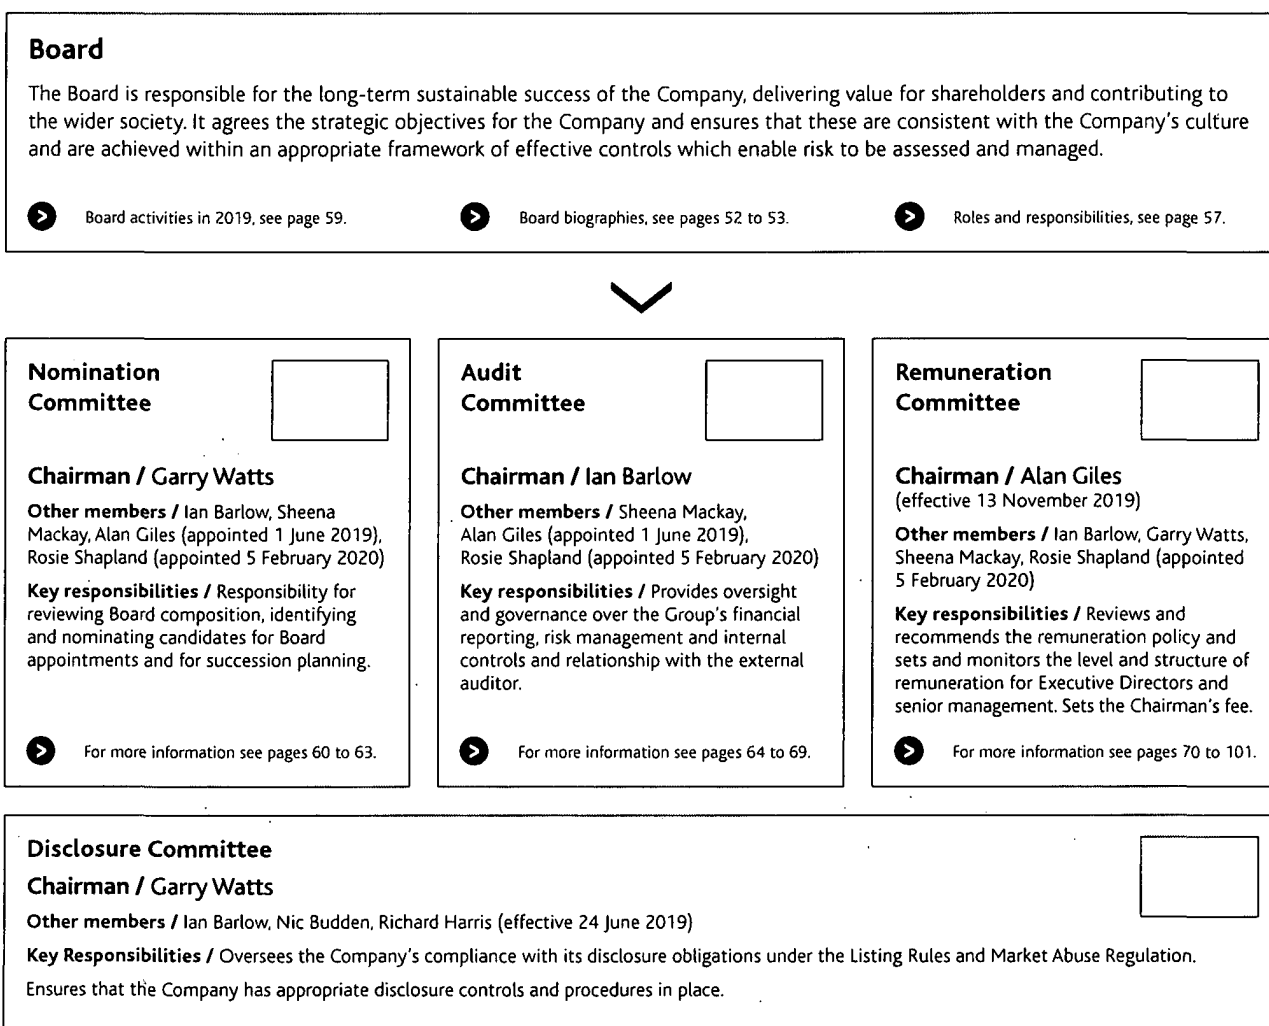 Board
The Board is responsible for the long-term sustainable success of the Company, delivering value for shareholders and contributing to
the wider society. It agrees the strategic objectives for the Company and ensures that these are consistent with the Company's culture
and are achieved within an appropriate framework of effective controls which enable risk to be assessed and managed.
Board activities in 2019, see page 59.
Board biographies, see pages 52 to 53.
Roles and responsibilities, see page 57.
Nomination
Committee
Chairman / Garry Watts
Other members / Ian Barlow, Sheena
Mackay, Alan Giles (appointed 1 June 2019),
Rosie Shapland (appointed 5 February 2020)
Key responsibilities / Responsibility for
reviewing Board composition, identifying
and nominating candidates for Board
appointments and for succession planning.
For more information see pages 60 to 63.
Audit
Committee
Chairman / Ian Barlow
Other members / Sheena Mackay,
Alan Giles (appointed 1 June 2019),
Rosie Shapland (appointed 5 February 2020)
Key responsibilities / Provides oversight
and governance over the Group's financial
reporting, risk management and internal
controls and relationship with the external
auditor.
For more information see pages 64 to 69.
Remuneration
Committee
Chairman / Alan Giles
(effective 13 November 2019)
Other members / Ian Barlow, Garry Watts,
Sheena Mackay, Rosie Shapland (appointed
5 February 2020)
Key responsibilities / Reviews and
recommends the remuneration policy and
sets and monitors the level and structure of
remuneration for Executive Directors and
senior management. Sets the Chairman's fee.
For more information see pages 70 to 101.
Disclosure Committee
Chairman / Garry Watts
Other members / Ian Barlow, Nic Budden, Richard Harris (effective 24 June 2019)
Key Responsibilities / Oversees the Company's compliance with its disclosure obligations under the Listing Rules and Market Abuse Regulation.
Ensures that the Company has appropriate disclosure controls and procedures in place.